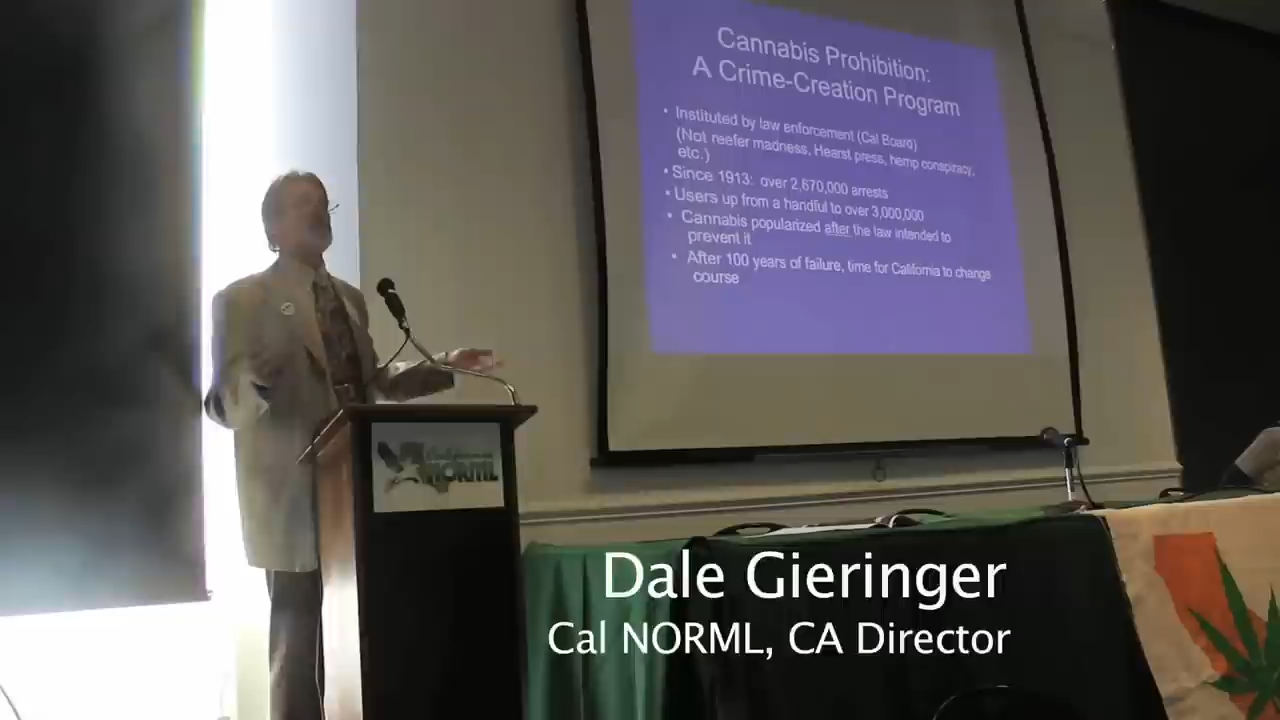 Cannabis Prohibition:
A Crime-Creation Program
• Instituted by law enforcement (Cal Board)
(Not reefer madness, Hearst press, hemp conspiracy,
etc.)
• Since 1913: over 2,670,000 arrests
• Users up from a handful to over 3,000,000
• Cannabis popularized after the law intended to
prevent it
• After 100 years of failure, time for California to change
course
California
NORML
Dale Gieringer
Cal NORML, CA Director